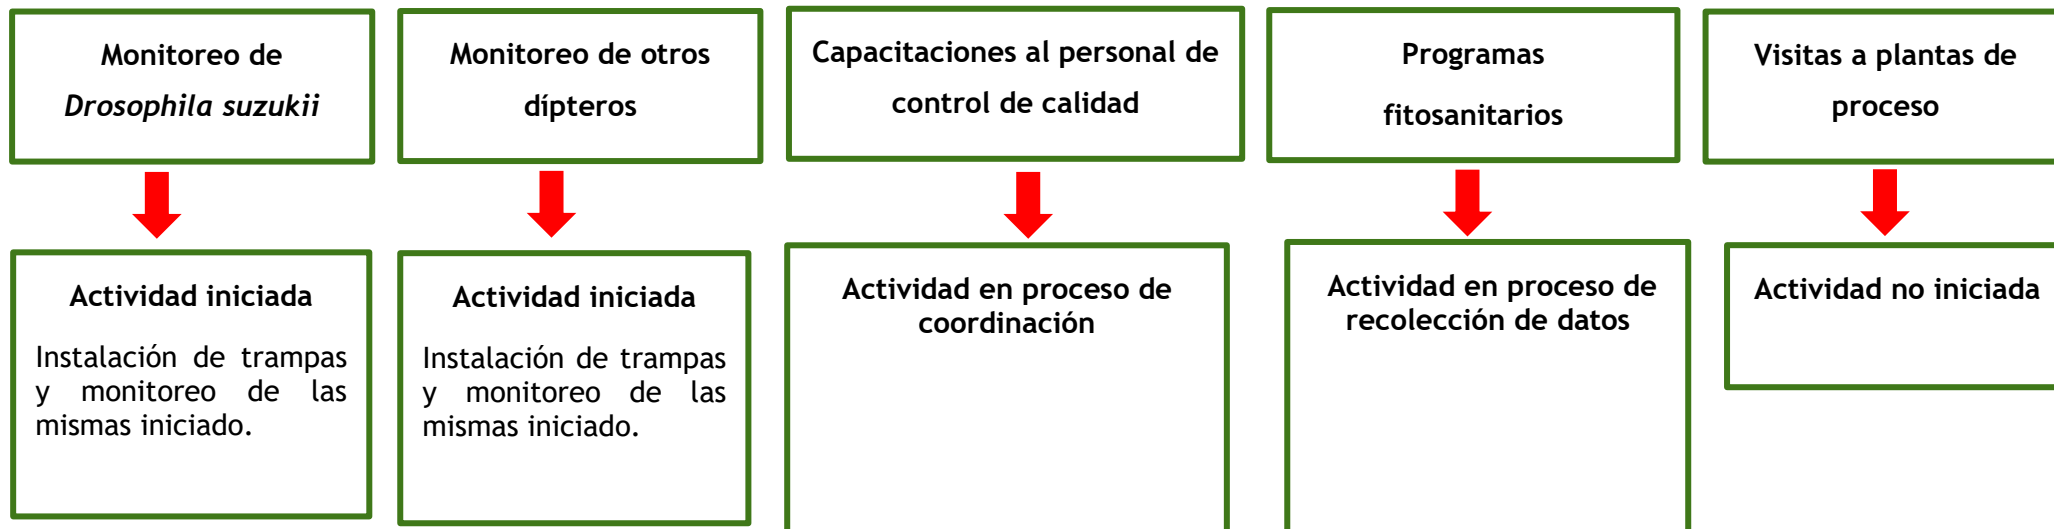 Monitoreo de
Drosophila suzukii
Monitoreo de otros
dípteros
Capacitaciones al personal de
control de calidad
Programas
fitosanitarios
Visitas a plantas de
proceso
Actividad iniciada
Instalación de trampas
y monitoreo de las
mismas iniciado.
Actividad iniciada
Instalación de trampas
y monitoreo de las
mismas iniciado.
Actividad en proceso de
coordinación
Actividad en proceso de
recolección de datos
Actividad no iniciada